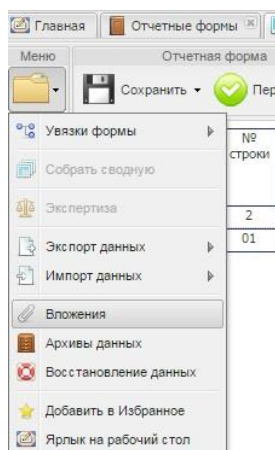 Главная Отчетные формы
Меню Отчетная форма
Сохранить
Увязки формы
№
строки
Собрать сводную
Экспертиза
2
Экспорт данных
01
Импорт данных
Вложения
Архивы данных
Восстановление данных
Добавить в Избранное
Ярлык на рабочий стол